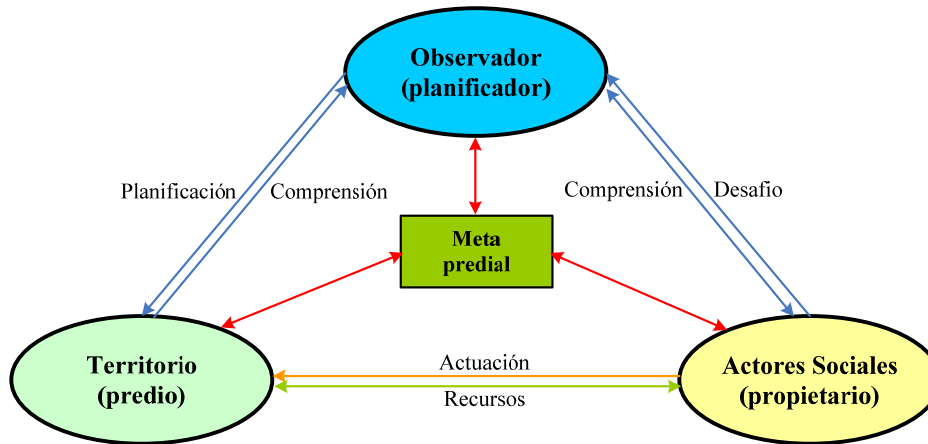 Observador
(planificador)
Planificación
Comprensión
Comprensión
Desafio
Meta
predial
Territorio
(predio)
Actuación
Recursos
Actores Sociales
(propietario)